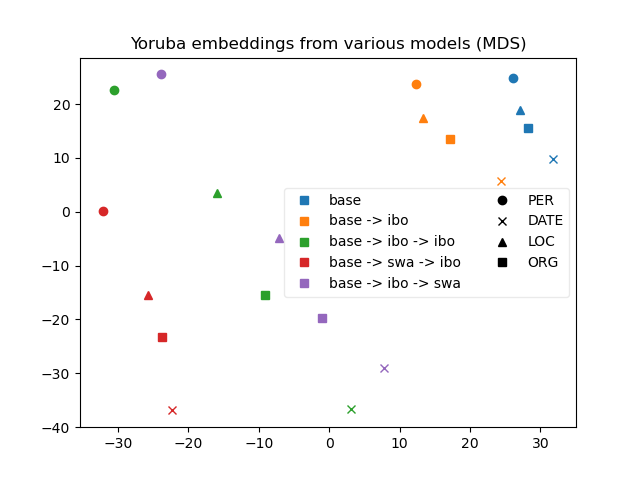 Yoruba embeddings from various models (MDS)
20
10
0
−10
−20
−30
−40
base
base -> ibo
base -> ibo -> ibo
base -> swa -> ibo
base -> ibo -> swa
PER
DATE
LOC
ORG
−30
−20
−10
0
10
20
30